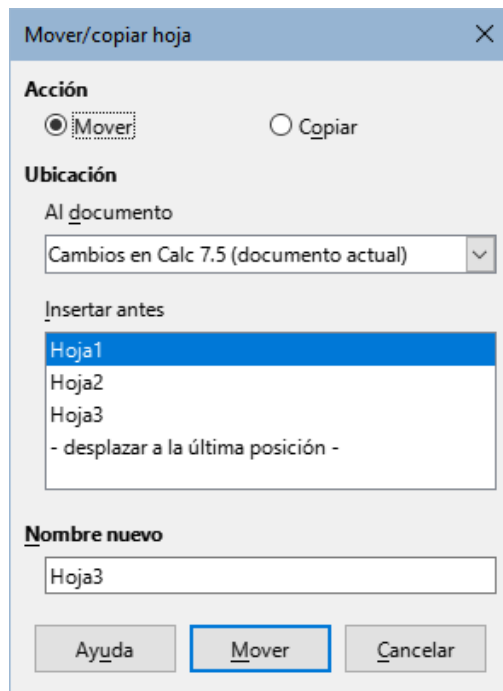 Mover/copiar hoja
Acción
Mover Copiar
Ubicación
Al documento
Cambios en Calc 7.5 (documento actual)
Insertar antes
Hoja1
Hoja2
Hoja3
- desplazar a la última posición -
Nombre nuevo
Hoja3
Ayuda Mover Cancelar